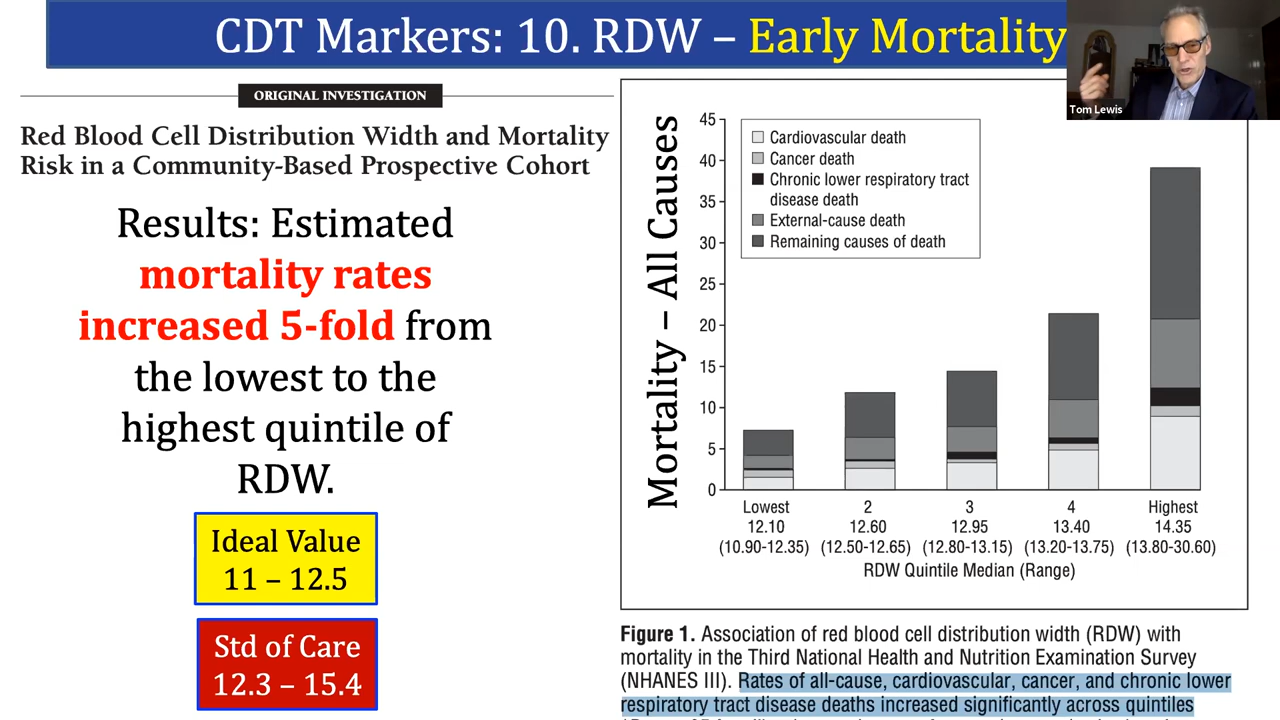 CDT Markers: 10. RDW – Early Mortality
Tom Lewis
ORIGINAL INVESTIGATION
Red Blood Cell Distribution Width and Mortality
Risk in a Community-Based Prospective Cohort
Results: Estimated
mortality rates
increased 5-fold from
the lowest to the
highest quintile of
RDW.
Ideal Value
11 – 12.5
Std of Care
12.3 – 15.4
Mortality – All Causes
45
40
35
30
25
20
15
10
5
0
Cardiovascular death
Cancer death
Chronic lower respiratory tract
disease death
External-cause death
Remaining causes of death
Lowest 2 3 4 Highest
12.10 12.60 12.95 13.40 14.35
(10.90-12.35) (12.50-12.65) (12.80-13.15) (13.20-13.75) (13.80-30.60)
RDW Quintile Median (Range)
Figure 1. Association of red blood cell distribution width (RDW) with
mortality in the Third National Health and Nutrition Examination Survey
(NHANES III). Rates of all-cause, cardiovascular, cancer, and chronic lower
respiratory tract disease deaths increased significantly across quintiles